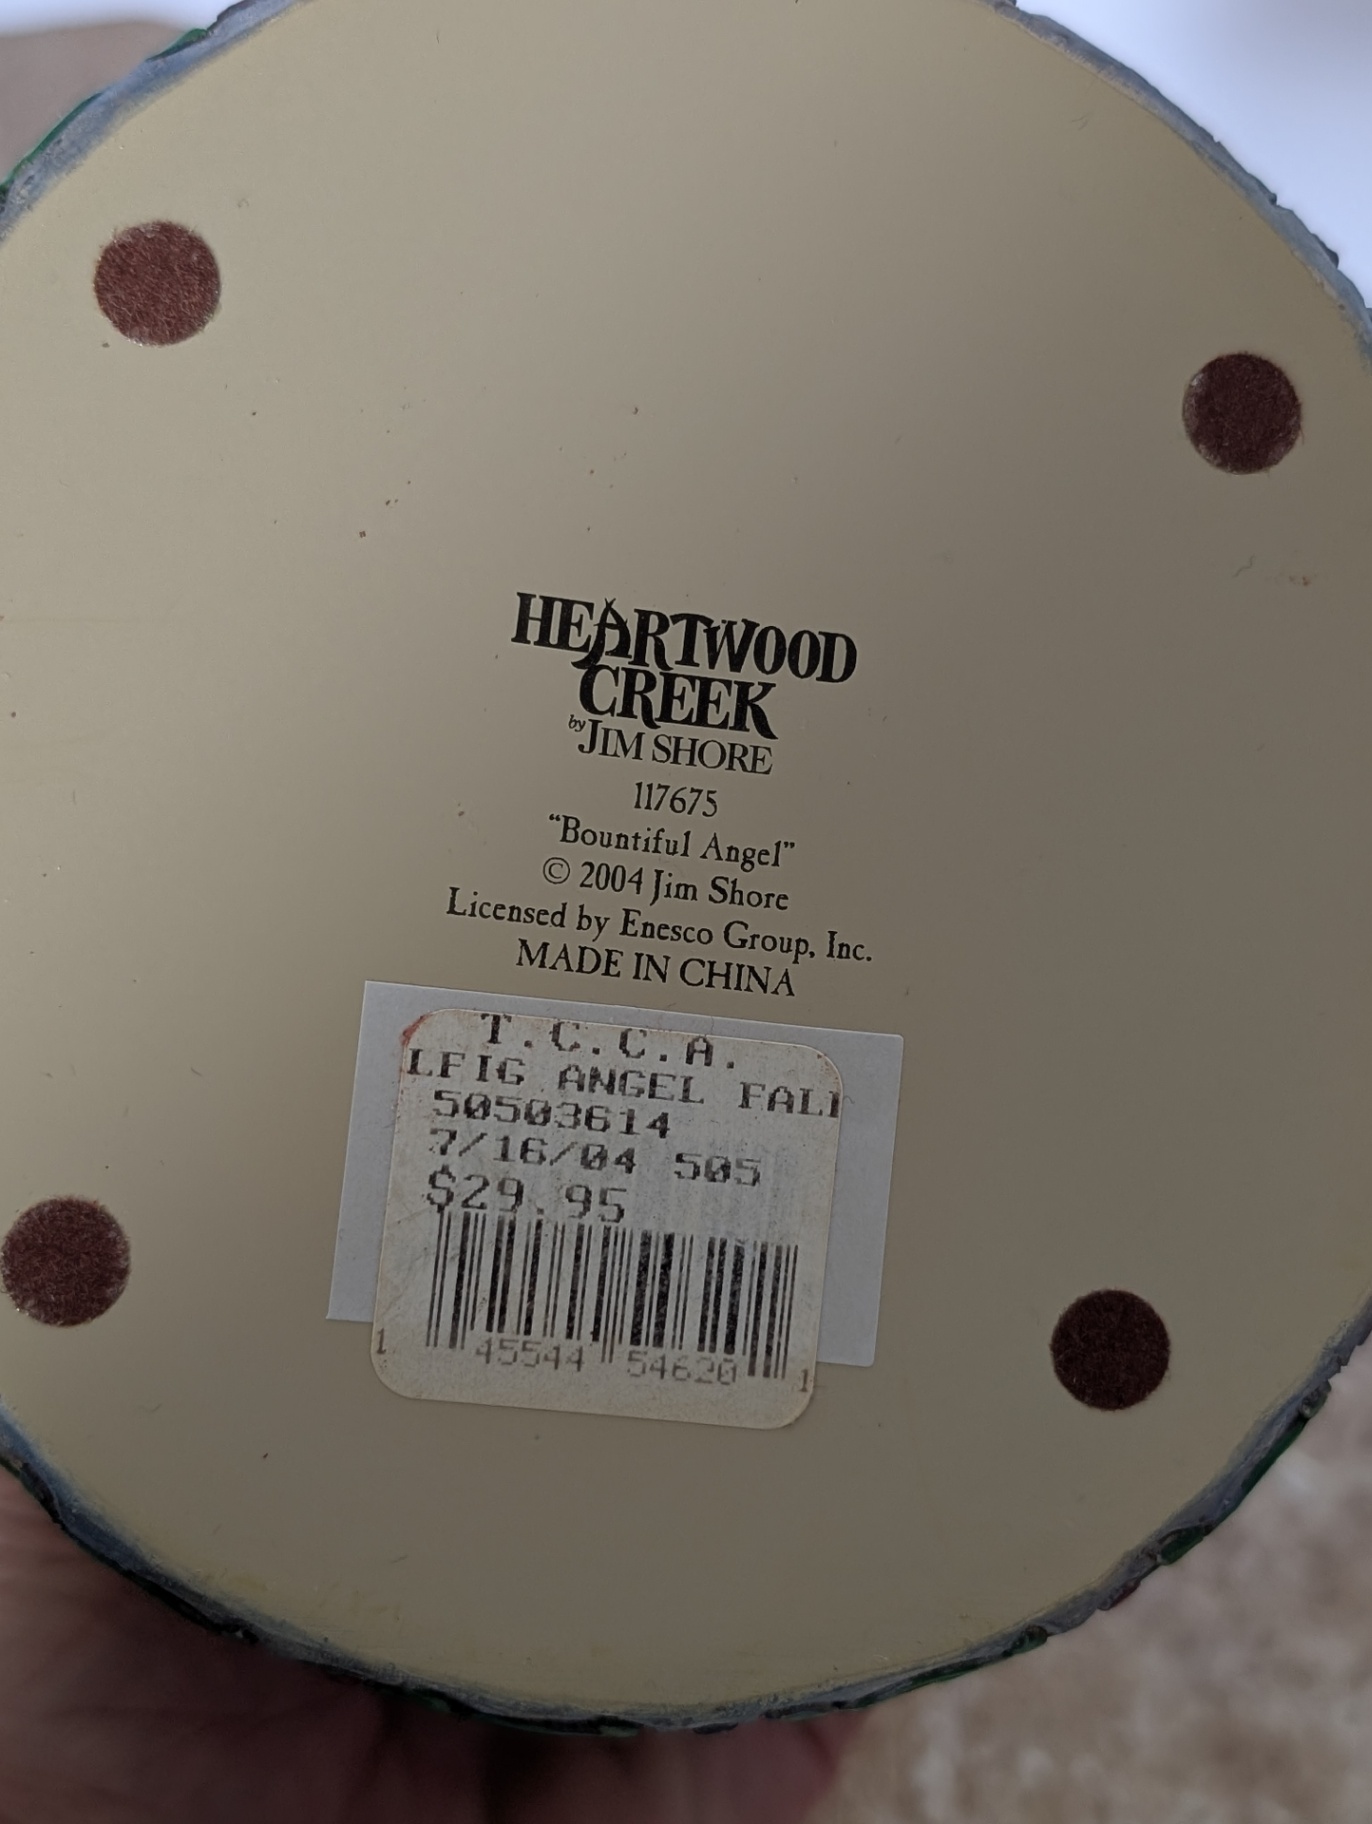 HEARTWOOD
CREEK
by JIM SHORE
117675
"Bountiful Angel"
© 2004 Jim Shore
Licensed by Enesco Group, Inc.
MADE IN CHINA
T.C.C.A.
LFIG ANGEL FALL
50503614
7/16/04 505
$29.95
1 45544 54620 1